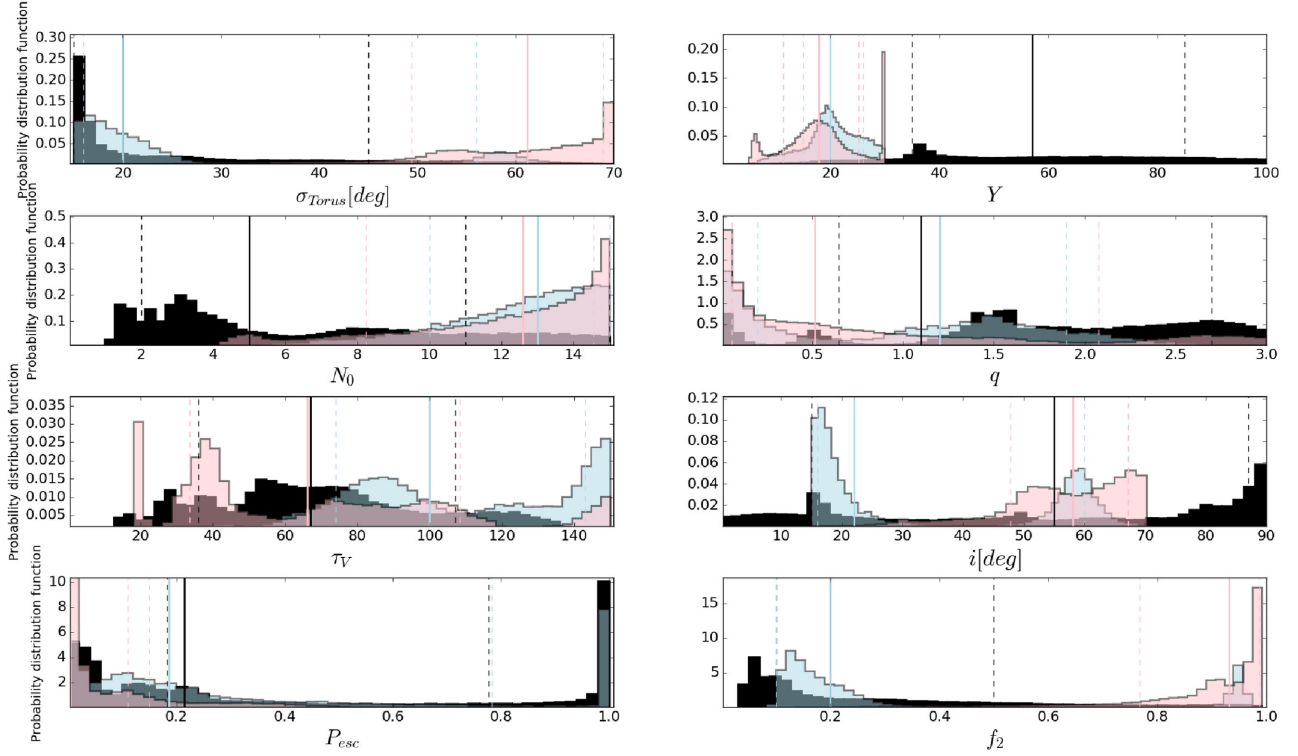 Probability distribution function
0.30
0.25
0.20
0.15
0.10
0.05
20 30 40 50 60 70
σ_Torus[deg]
0.20
0.15
0.10
0.05
20 40 60 80 100
Y
Probability distribution function
0.5
0.4
0.3
0.2
0.1
2 4 6 8 10 12 14
N_0
3.0
2.5
2.0
1.5
1.0
0.5
0.5 1.0 1.5 2.0 2.5 3.0
q
Probability distribution function
0.035
0.030
0.025
0.020
0.015
0.010
0.005
20 40 60 80 100 120 140
τ_V
0.12
0.10
0.08
0.06
0.04
0.02
10 20 30 40 50 60 70 80 90
i[deg]
Probability distribution function
10
8
6
4
2
0.2 0.4 0.6 0.8 1.0
P_esc
15
10
5
0.2 0.4 0.6 0.8 1.0
f_2